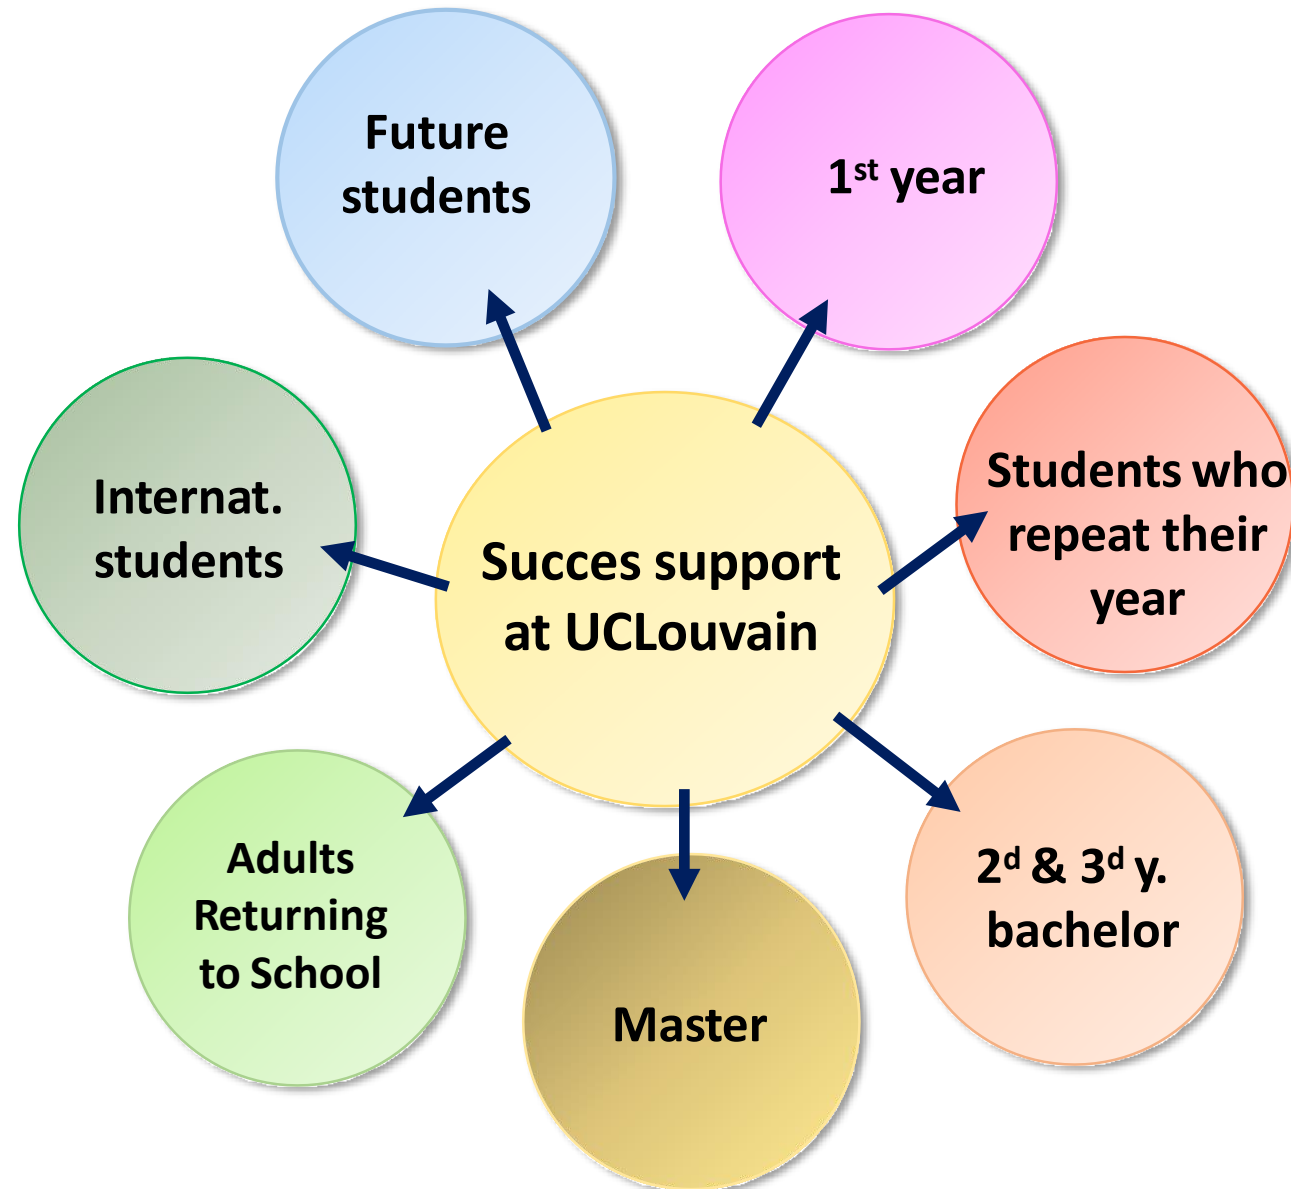 Future
students
1st year
Internat.
students
Students who
repeat their
year
Succes support
at UCLouvain
Adults
Returning
to School
2d & 3d y.
bachelor
Master